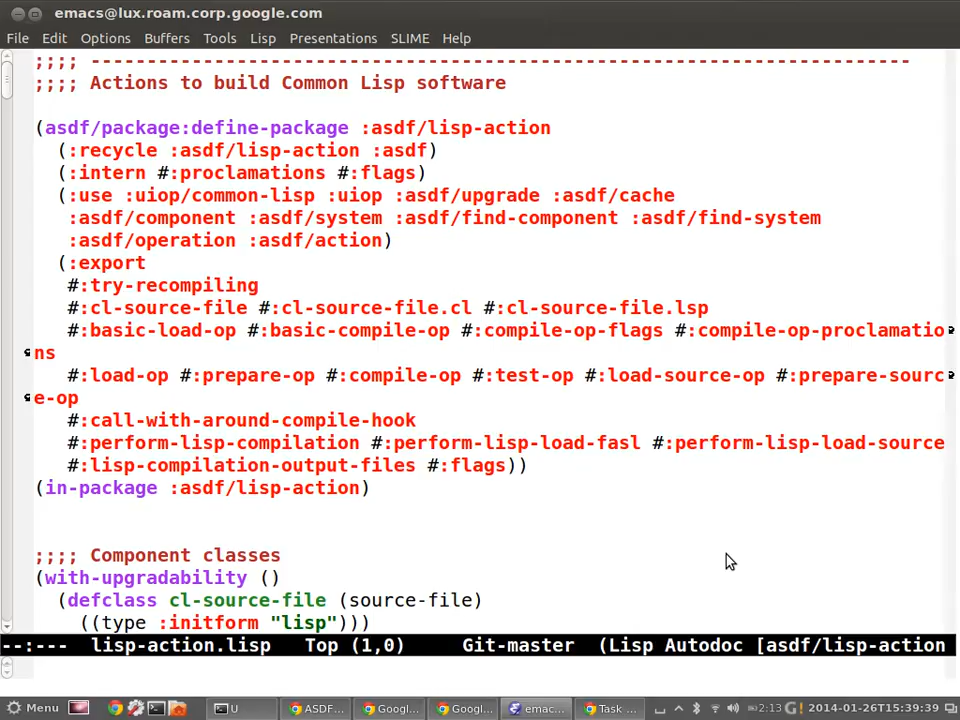 emacs@lux.roam.corp.google.com
File Edit Options Buffers Tools Lisp Presentations SLIME Help
;;;; -------------------------------------------------------------------------
;;;; Actions to build Common Lisp software
(asdf/package:define-package :asdf/lisp-action
(:recycle :asdf/lisp-action :asdf)
(:intern #:proclamations #:flags)
(:use :uiop/common-lisp :uiop :asdf/upgrade :asdf/cache
:asdf/component :asdf/system :asdf/find-component :asdf/find-system
:asdf/operation :asdf/action)
(:export
#:try-recompiling
#:cl-source-file #:cl-source-file.cl #:cl-source-file.lsp
#:basic-load-op #:basic-compile-op #:compile-op-flags #:compile-op-proclamatio
ns
#:load-op #:prepare-op #:compile-op #:test-op #:load-source-op #:prepare-sourc
e-op
#:call-with-around-compile-hook
#:perform-lisp-compilation #:perform-lisp-load-fasl #:perform-lisp-load-source
#:lisp-compilation-output-files #:flags))
(in-package :asdf/lisp-action)
;;;; Component classes
(with-upgradability ()
(defclass cl-source-file (source-file)
((type :initform "lisp")))
--:--- lisp-action.lisp Top (1,0) Git-master (Lisp Autodoc [asdf/lisp-action
Menu U ASDF... Googl... Googl... emac... Task ... 2:13 2014-01-26T15:39:39